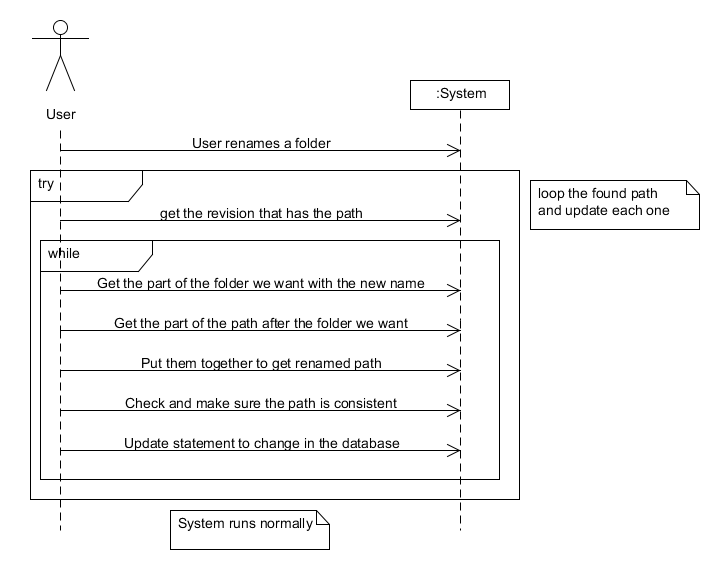 User
:System
User renames a folder
try
loop the found path
and update each one
get the revision that has the path
while
Get the part of the folder we want with the new name
Get the part of the path after the folder we want
Put them together to get renamed path
Check and make sure the path is consistent
Update statement to change in the database
System runs normally